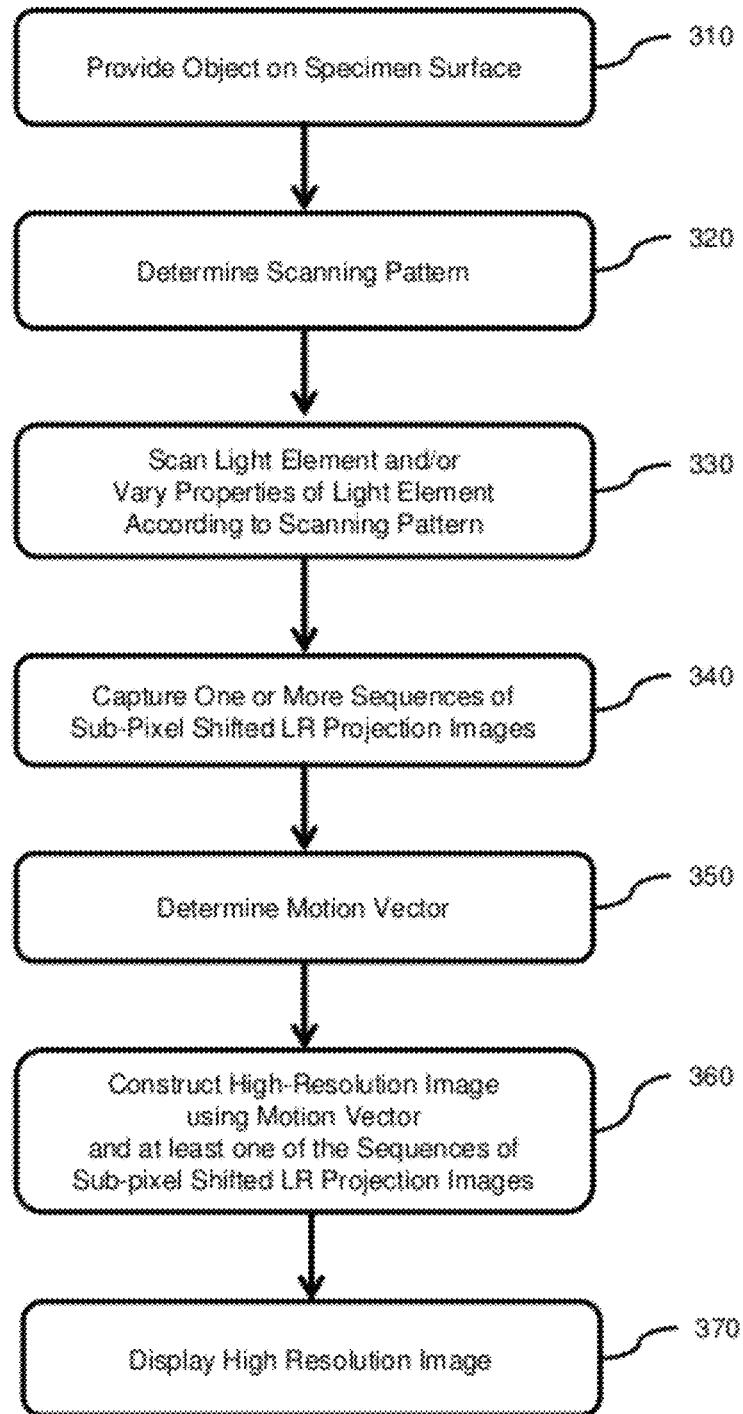 Provide Object on Specimen Surface
310
Determine Scanning Pattern
320
Scan Light Element and/or
Vary Properties of Light Element
According to Scanning Pattern
330
Capture One or More Sequences of
Sub-Pixel Shifted LR Projection Images
340
Determine Motion Vector
350
Construct High-Resolution Image
using Motion Vector
and at least one of the Sequences of
Sub-pixel Shifted LR Projection Images
360
Display High Resolution Image
370